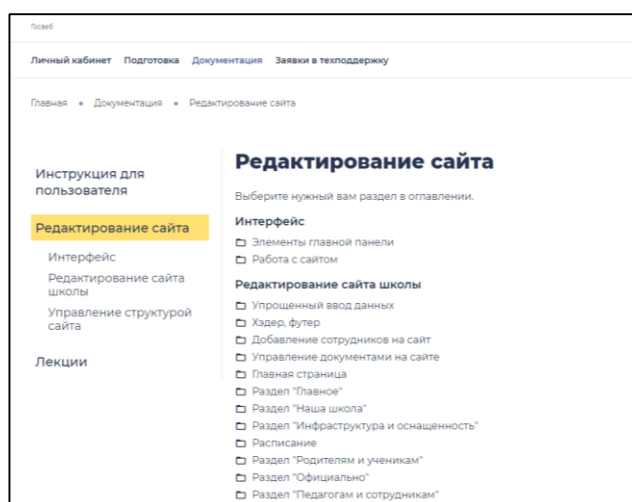 Госвеб
Личный кабинет Подготовка Документация Заявки в техподдержку
Главная • Документация • Редактирование сайта
Инструкция для
пользователя
Редактирование сайта
Интерфейс
Редактирование сайта
школы
Управление структурой
сайта
Лекции
Редактирование сайта
Выберите нужный вам раздел в оглавлении.
Интерфейс
Элементы главной панели
Работа с сайтом
Редактирование сайта школы
Упрощенный ввод данных
Хэдер, футер
Добавление сотрудников на сайт
Управление документами на сайте
Главная страница
Раздел "Главное"
Раздел "Наша школа"
Раздел "Инфраструктура и оснащенность"
Расписание
Раздел "Родителям и ученикам"
Раздел "Официально"
Раздел "Педагогам и сотрудникам"